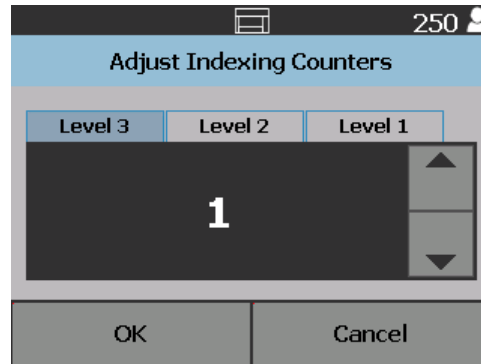 250
Adjust Indexing Counters
Level 3 Level 2 Level 1
1
OK Cancel